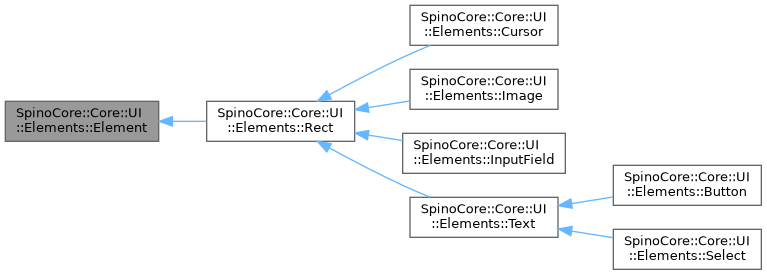 SpinoCore::Core::UI
::Elements::Element
SpinoCore::Core::UI
::Elements::Rect
SpinoCore::Core::UI
::Elements::Cursor
SpinoCore::Core::UI
::Elements::Image
SpinoCore::Core::UI
::Elements::InputField
SpinoCore::Core::UI
::Elements::Text
SpinoCore::Core::UI
::Elements::Button
SpinoCore::Core::UI
::Elements::Select